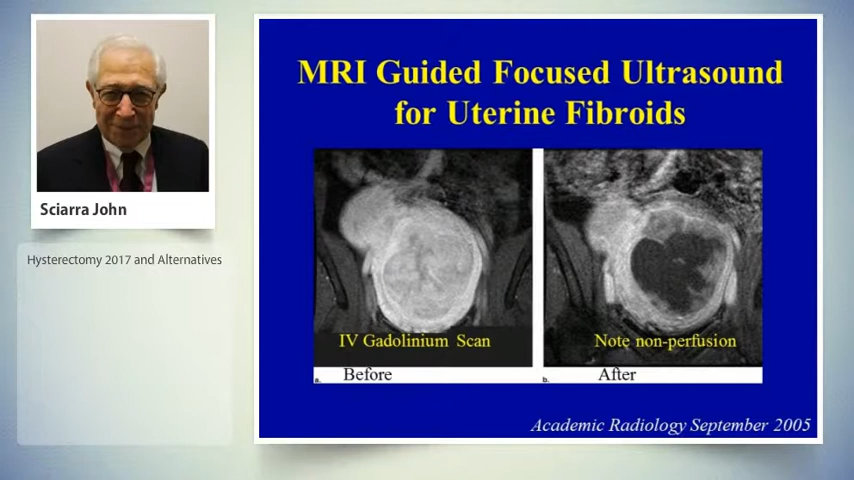 Sciarra John
Hysterectomy 2017 and Alternatives
MRI Guided Focused Ultrasound
for Uterine Fibroids
IV Gadolinium Scan
Note non-perfusion
a. Before
b. After
Academic Radiology September 2005